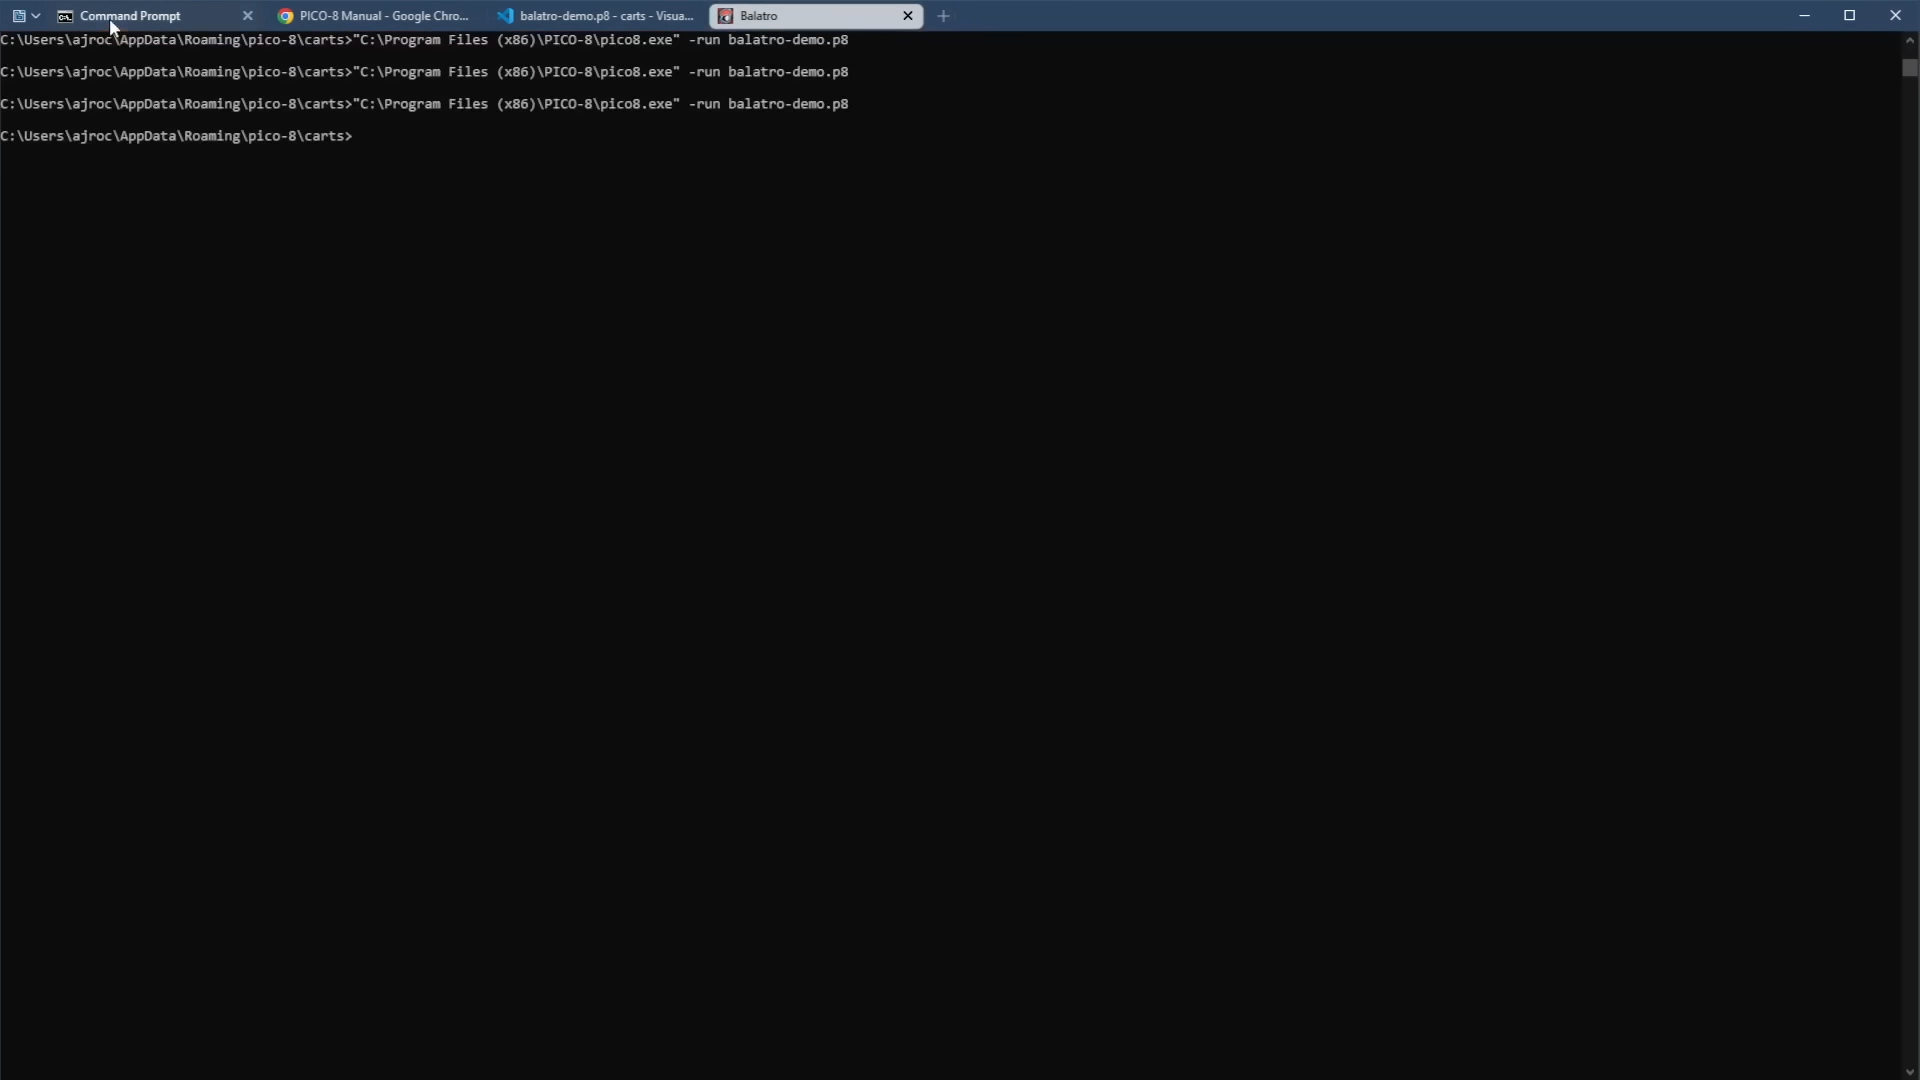 Command Prompt
PICO-8 Manual - Google Chro...
balatro-demo.p8 - carts - Visua...
Balatro
C:\Users\ajroc\AppData\Roaming\pico-8\carts>"C:\Program Files (x86)\PICO-8\pico8.exe" -run balatro-demo.p8
C:\Users\ajroc\AppData\Roaming\pico-8\carts>"C:\Program Files (x86)\PICO-8\pico8.exe" -run balatro-demo.p8
C:\Users\ajroc\AppData\Roaming\pico-8\carts>"C:\Program Files (x86)\PICO-8\pico8.exe" -run balatro-demo.p8
C:\Users\ajroc\AppData\Roaming\pico-8\carts>